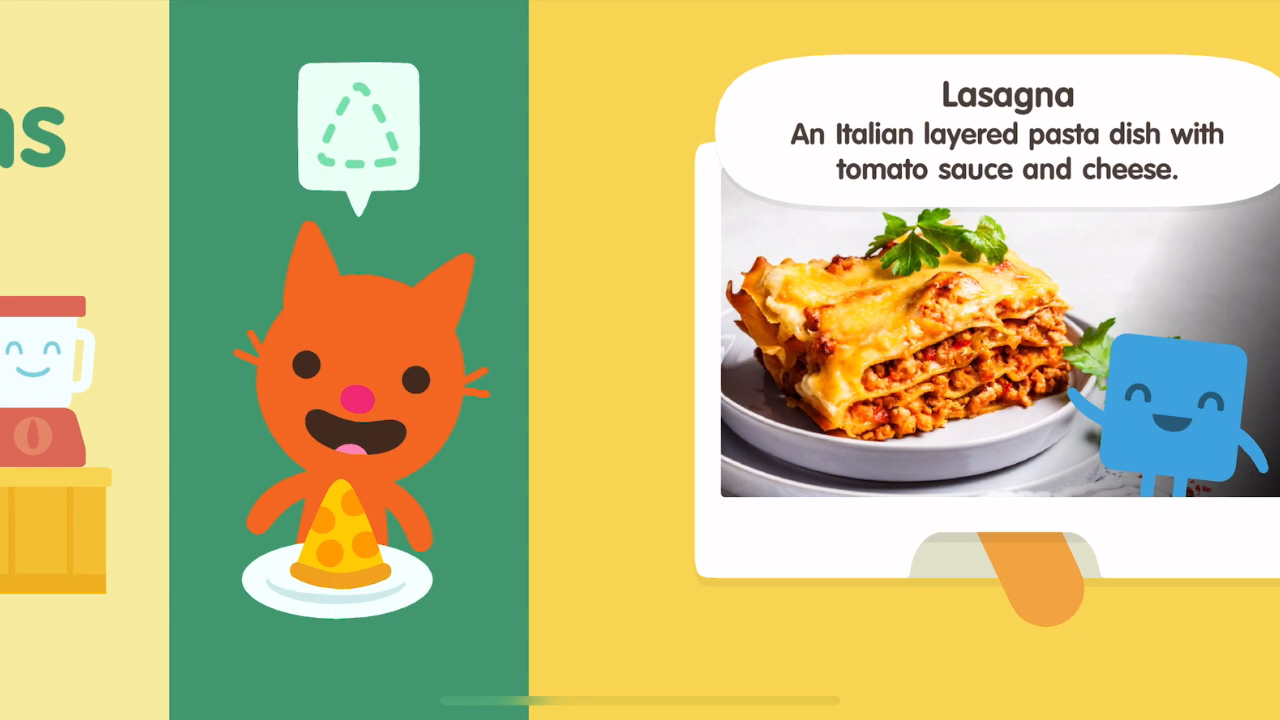 Lasagna
An Italian layered pasta dish with
tomato sauce and cheese.